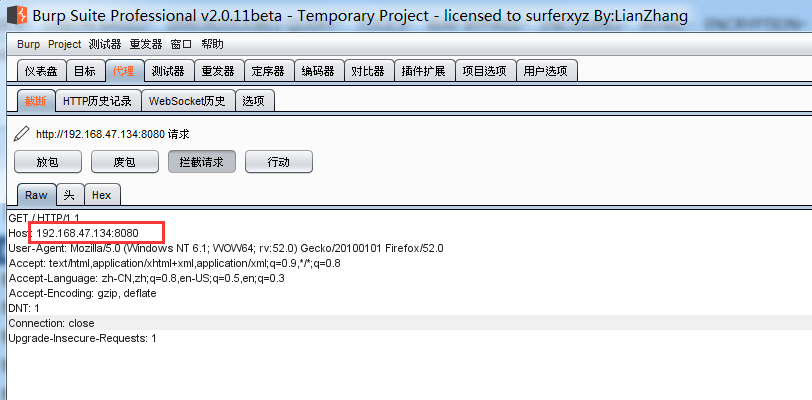 Burp Suite Professional v2.0.11beta - Temporary Project - licensed to surferxyz By:LianZhang
Burp Project 测试器 重发器 窗口 帮助
仪表盘 目标 代理 测试器 重发器 定序器 编码器 对比器 插件扩展 项目选项 用户选项
截断 HTTP历史记录 WebSocket历史 选项
http://192.168.47.134:8080 请求
放包 废包 拦截请求 行动
Raw 头 Hex
GET / HTTP/1.1
Host: 192.168.47.134:8080
User-Agent: Mozilla/5.0 (Windows NT 6.1; WOW64; rv:52.0) Gecko/20100101 Firefox/52.0
Accept: text/html,application/xhtml+xml,application/xml;q=0.9,*/*;q=0.8
Accept-Language: zh-CN,zh;q=0.8,en-US;q=0.5,en;q=0.3
Accept-Encoding: gzip, deflate
DNT: 1
Connection: close
Upgrade-Insecure-Requests: 1